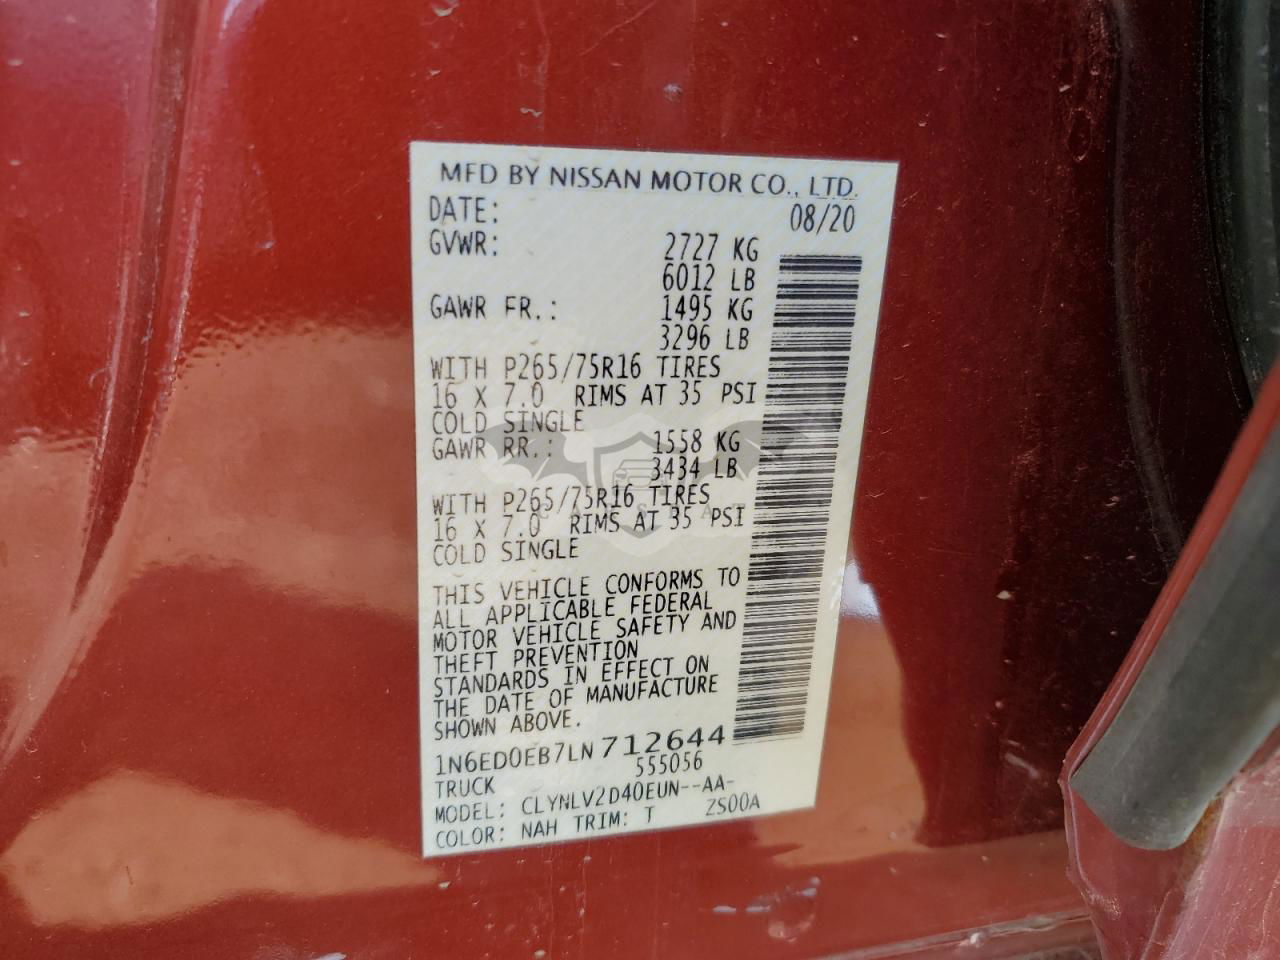 MFD BY NISSAN MOTOR CO., LTD.
DATE: 08/20
GVWR: 2727 KG
6012 LB
GAWR FR.: 1495 KG
3296 LB
WITH P265/75R16 TIRES
16 X 7.0 RIMS AT 35 PSI
COLD SINGLE
GAWR RR.: 1558 KG
3434 LB
WITH P265/75R16 TIRES
16 X 7.0 RIMS AT 35 PSI
COLD SINGLE
THIS VEHICLE CONFORMS TO
ALL APPLICABLE FEDERAL
MOTOR VEHICLE SAFETY AND
THEFT PREVENTION
STANDARDS IN EFFECT ON
THE DATE OF MANUFACTURE
SHOWN ABOVE.
1N6ED0EB7LN712644
555056
TRUCK
MODEL: CLYNLV2D40EUN--AA-
COLOR: NAH TRIM: T ZS00A